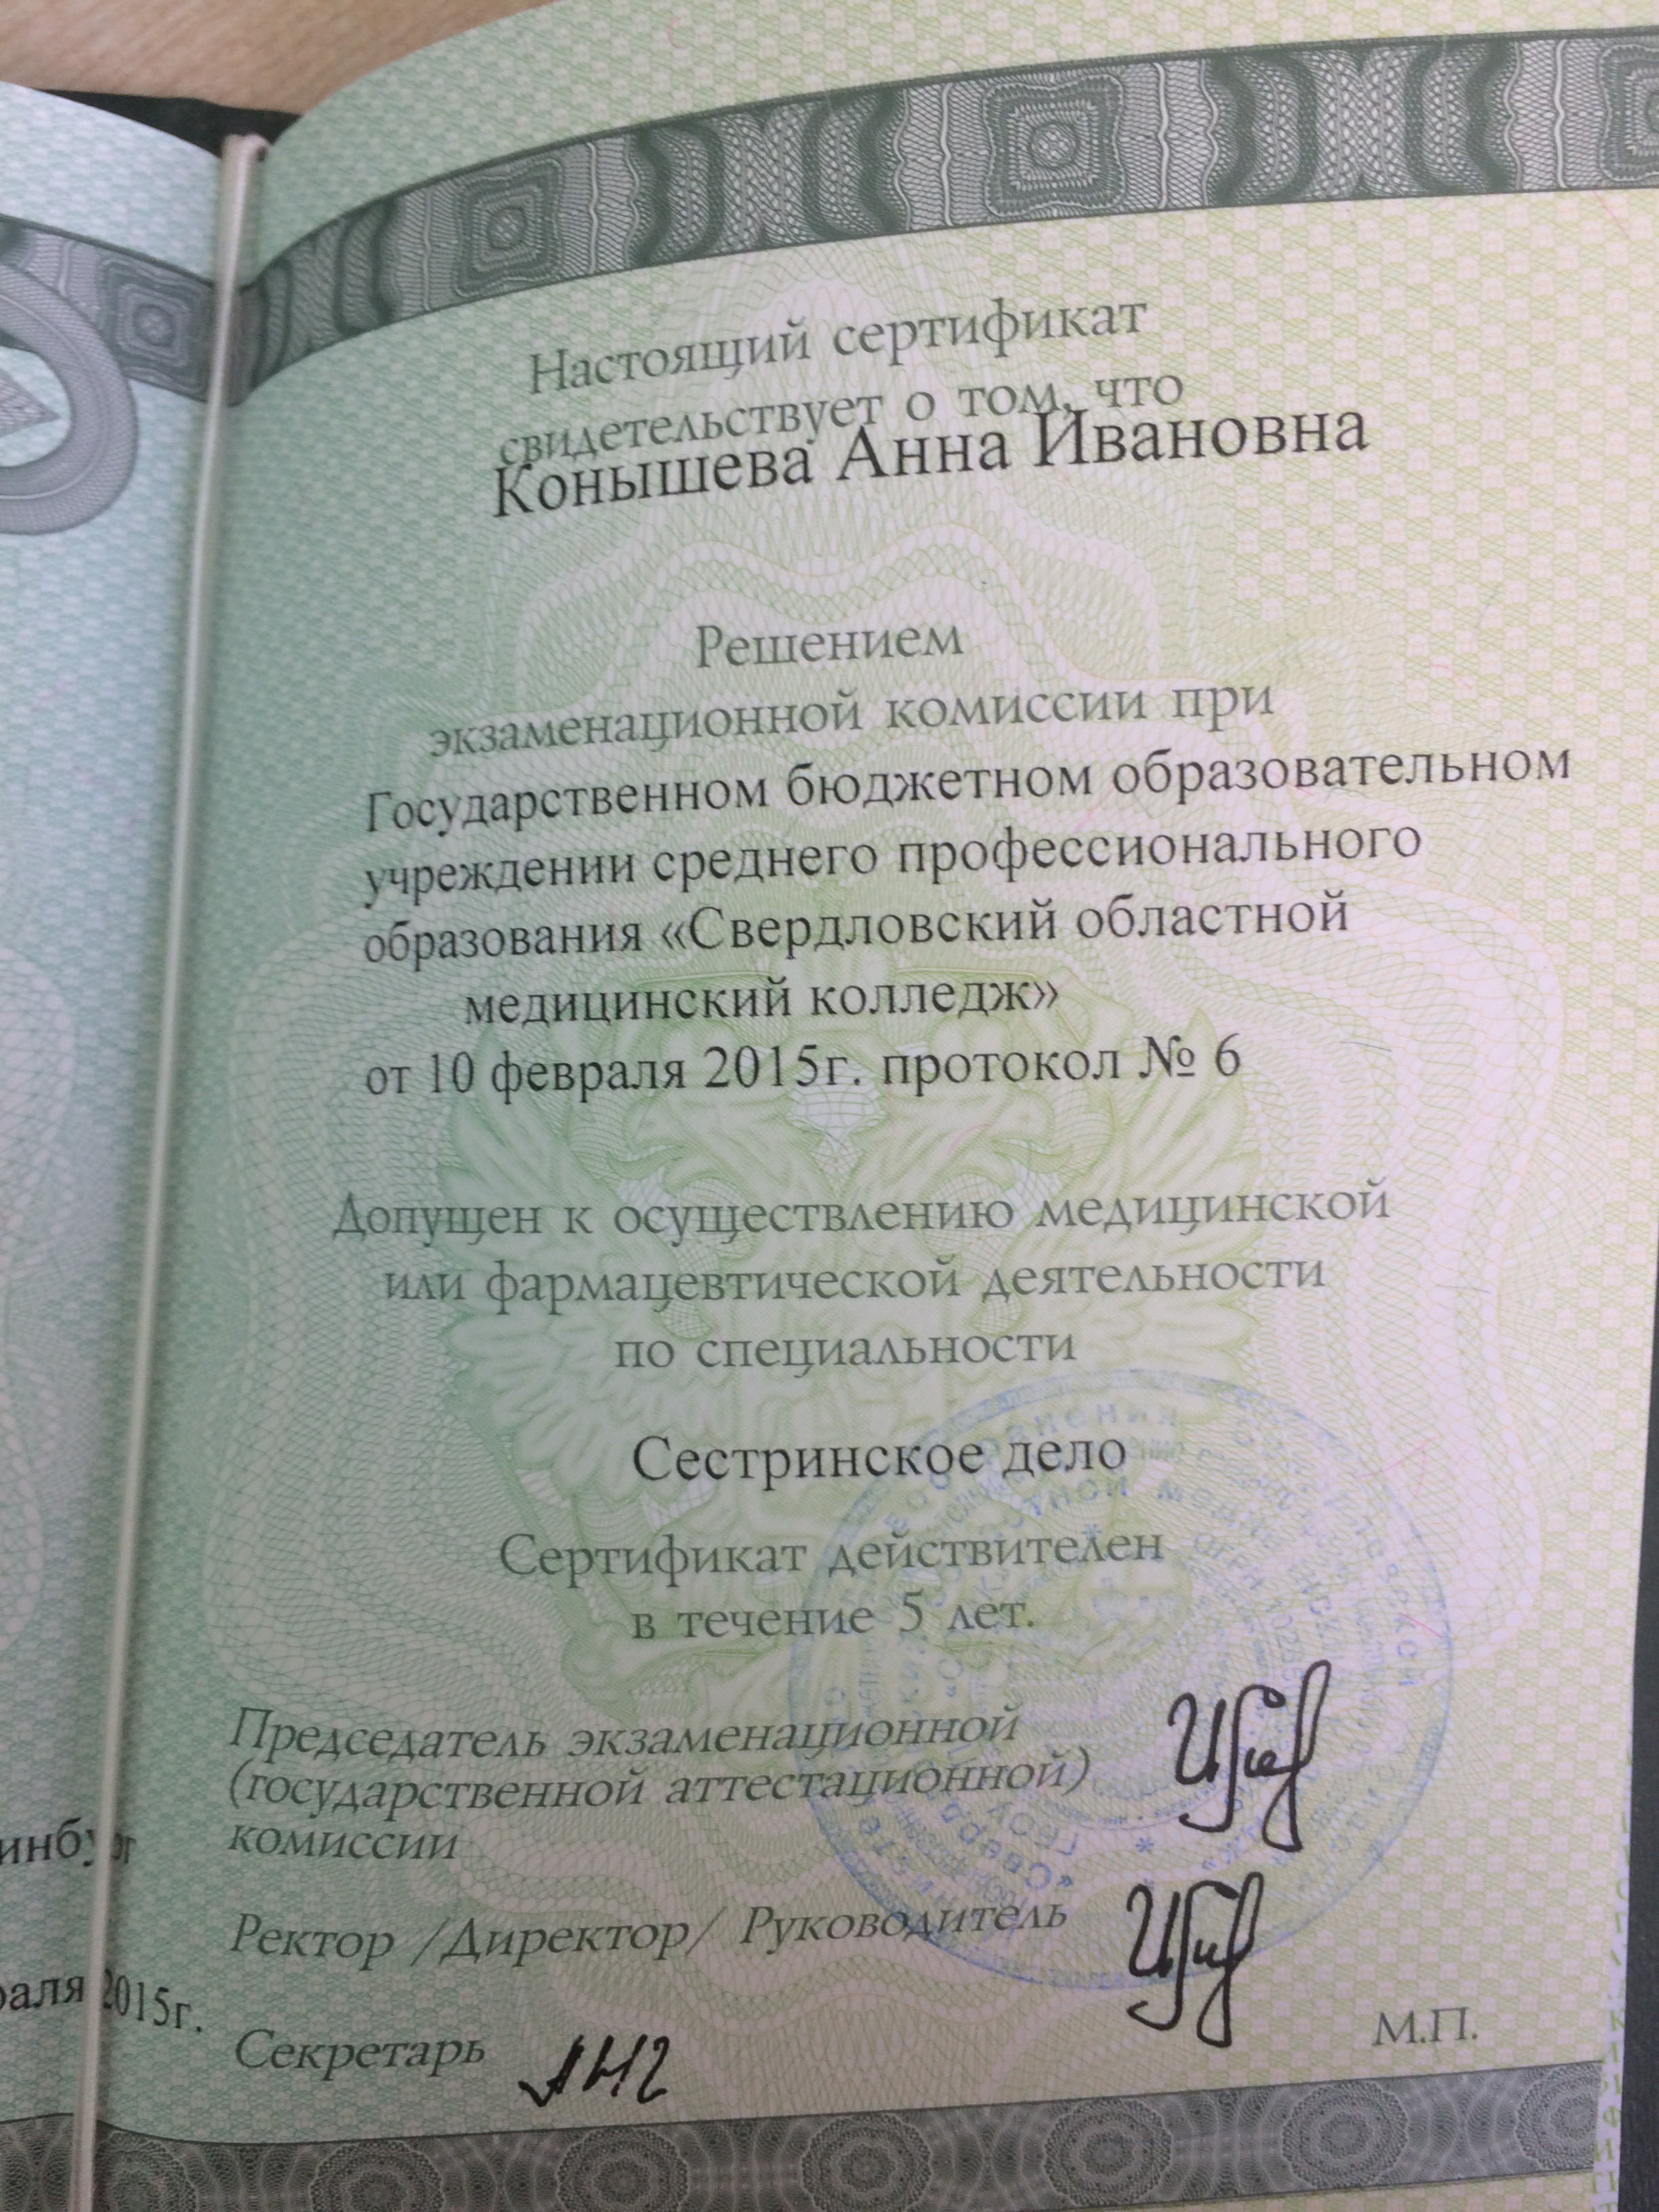 Настоящий сертификат
свидетельствует о том, что
Конышева Анна Ивановна
Решением
экзаменационной комиссии при
Государственном бюджетном образовательном
учреждении среднего профессионального
образования «Свердловский областной
медицинский колледж»
от 10 февраля 2015г. протокол № 6
Допущен к осуществлению медицинской
или фармацевтической деятельности
по специальности
Сестринское дело
Сертификат действителен
в течение 5 лет.
Председатель экзаменационной
(государственной аттестационной)
комиссии
Ректор /Директор/ Руководитель
Секретарь
М.П.
2015г.